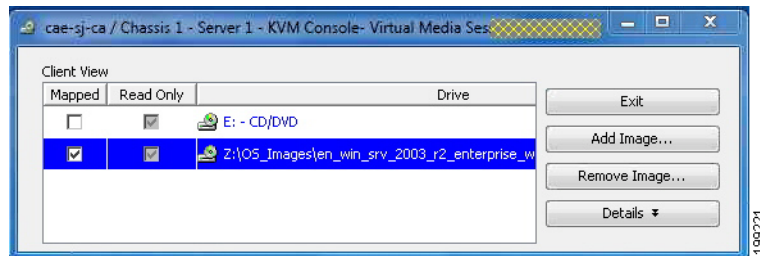 cae-sj-ca / Chassis 1 - Server 1 - KVM Console- Virtual Media Ses
Client View
Mapped Read Only Drive
E: - CD/DVD
Z:\OS_Images\en_win_srv_2003_r2_enterprise_w
Exit
Add Image...
Remove Image...
Details
199221